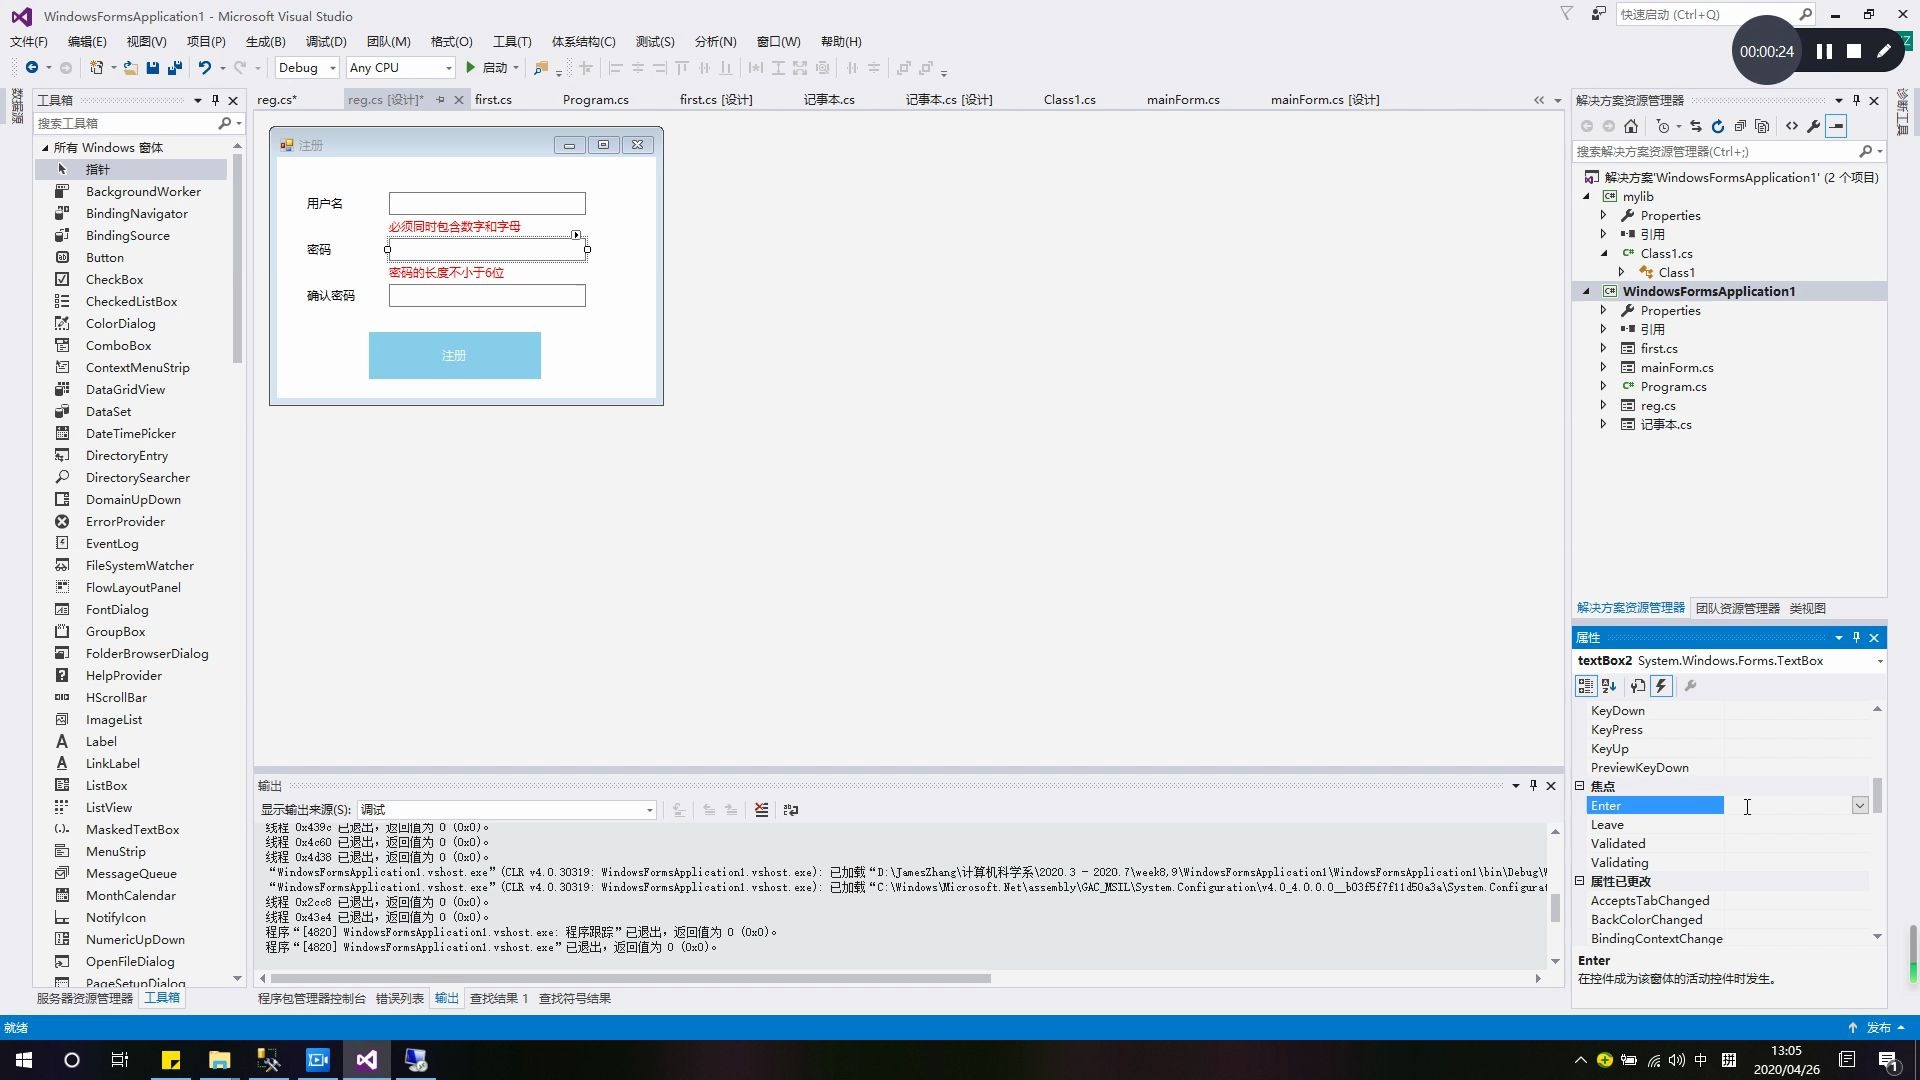 WindowsFormsApplication1 - Microsoft Visual Studio
快速启动 (Ctrl+Q)
文件(F) 编辑(E) 视图(V) 项目(P) 生成(B) 调试(D) 团队(M) 格式(O) 工具(T) 体系结构(C) 测试(S) 分析(N) 窗口(W) 帮助(H)
00:00:24
Debug Any CPU 启动
数据源
工具箱
搜索工具箱
所有 Windows 窗体
指针
BackgroundWorker
BindingNavigator
BindingSource
Button
CheckBox
CheckedListBox
ColorDialog
ComboBox
ContextMenuStrip
DataGridView
DataSet
DateTimePicker
DirectoryEntry
DirectorySearcher
DomainUpDown
ErrorProvider
EventLog
FileSystemWatcher
FlowLayoutPanel
FontDialog
GroupBox
FolderBrowserDialog
HelpProvider
HScrollBar
ImageList
Label
LinkLabel
ListBox
ListView
MaskedTextBox
MenuStrip
MessageQueue
MonthCalendar
NotifyIcon
NumericUpDown
OpenFileDialog
PageSetupDialog
服务器资源管理器 工具箱
reg.cs* reg.cs [设计]* first.cs Program.cs first.cs [设计] 记事本.cs 记事本.cs [设计] Class1.cs mainForm.cs mainForm.cs [设计]
注册
用户名
必须同时包含数字和字母
密码
密码的长度不小于6位
确认密码
注册
输出
显示输出来源(S): 调试
线程 0x439c 已退出，返回值为 0 (0x0)。
线程 0x4c60 已退出，返回值为 0 (0x0)。
线程 0x4d38 已退出，返回值为 0 (0x0)。
“WindowsFormsApplication1.vshost.exe”(CLR v4.0.30319: WindowsFormsApplication1.vshost.exe): 已加载“D:\JamesZhang\计算机科学系\2020.3 - 2020.7\week8,9\WindowsFormsApplication1\WindowsFormsApplication1\bin\Debug\W
“WindowsFormsApplication1.vshost.exe”(CLR v4.0.30319: WindowsFormsApplication1.vshost.exe): 已加载“C:\Windows\Microsoft.Net\assembly\GAC_MSIL\System.Configuration\v4.0_4.0.0.0__b03f5f7f11d50a3a\System.Configurat
线程 0x2cc8 已退出，返回值为 0 (0x0)。
线程 0x43e4 已退出，返回值为 0 (0x0)。
程序“[4820] WindowsFormsApplication1.vshost.exe: 程序跟踪”已退出，返回值为 0 (0x0)。
程序“[4820] WindowsFormsApplication1.vshost.exe”已退出，返回值为 0 (0x0)。
程序包管理器控制台 错误列表 输出 查找结果 1 查找符号结果
解决方案资源管理器
搜索解决方案资源管理器(Ctrl+;)
解决方案'WindowsFormsApplication1' (2 个项目)
mylib
Properties
引用
Class1.cs
Class1
WindowsFormsApplication1
Properties
引用
first.cs
mainForm.cs
Program.cs
reg.cs
记事本.cs
解决方案资源管理器 团队资源管理器 类视图
诊断工具
属性
textBox2 System.Windows.Forms.TextBox
KeyDown
KeyPress
KeyUp
PreviewKeyDown
焦点
Enter
Leave
Validated
Validating
属性已更改
AcceptsTabChanged
BackColorChanged
BindingContextChange
Enter
在控件成为该窗体的活动控件时发生。
就绪
发布
中 拼
13:05
2020/04/26
1